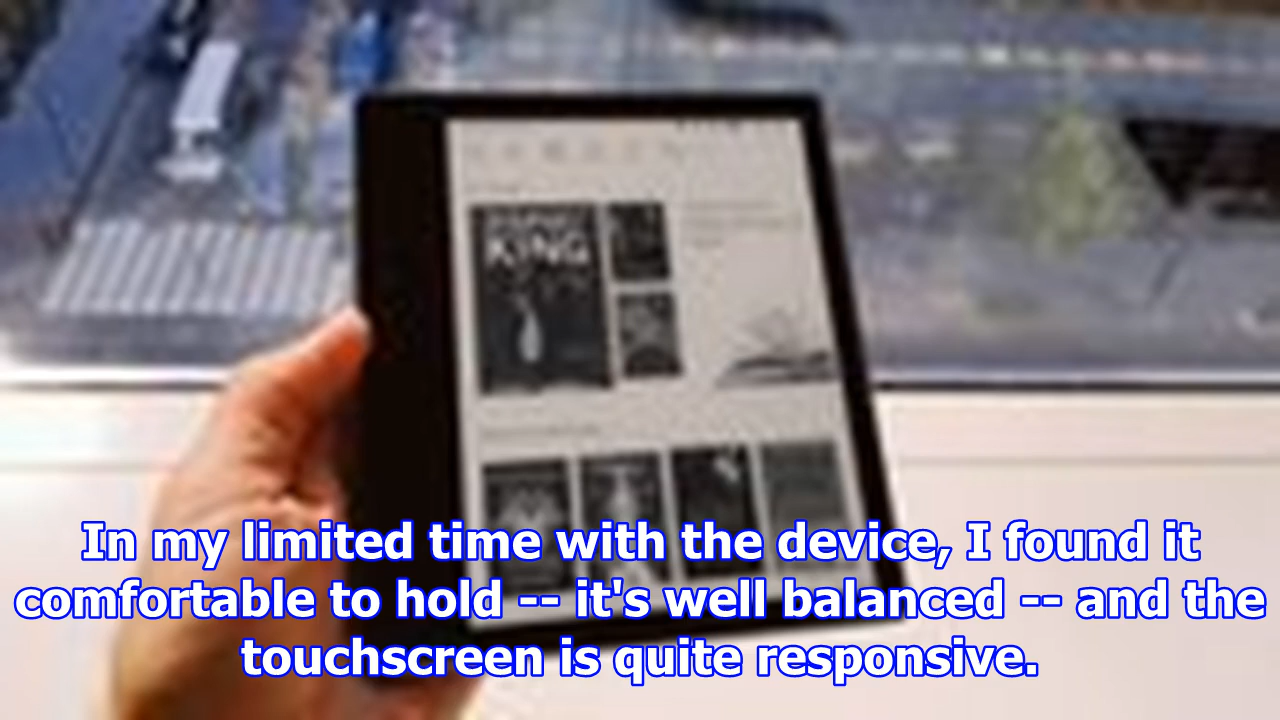 KING
In my limited time with the device, I found it
comfortable to hold -- it's well balanced -- and the
touchscreen is quite responsive.